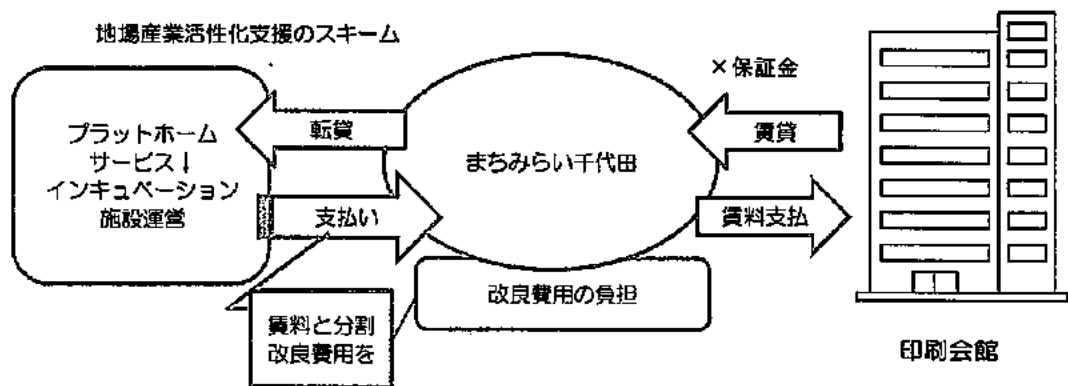 地場産業活性化支援のスキーム
×保証金
プラットホーム
サービス↓
インキュベーション
施設運営
転貸
支払い
まちみらい千代田
賃貸
賃料支払
改良費用の負担
賃料と分割
改良費用を
印刷会館